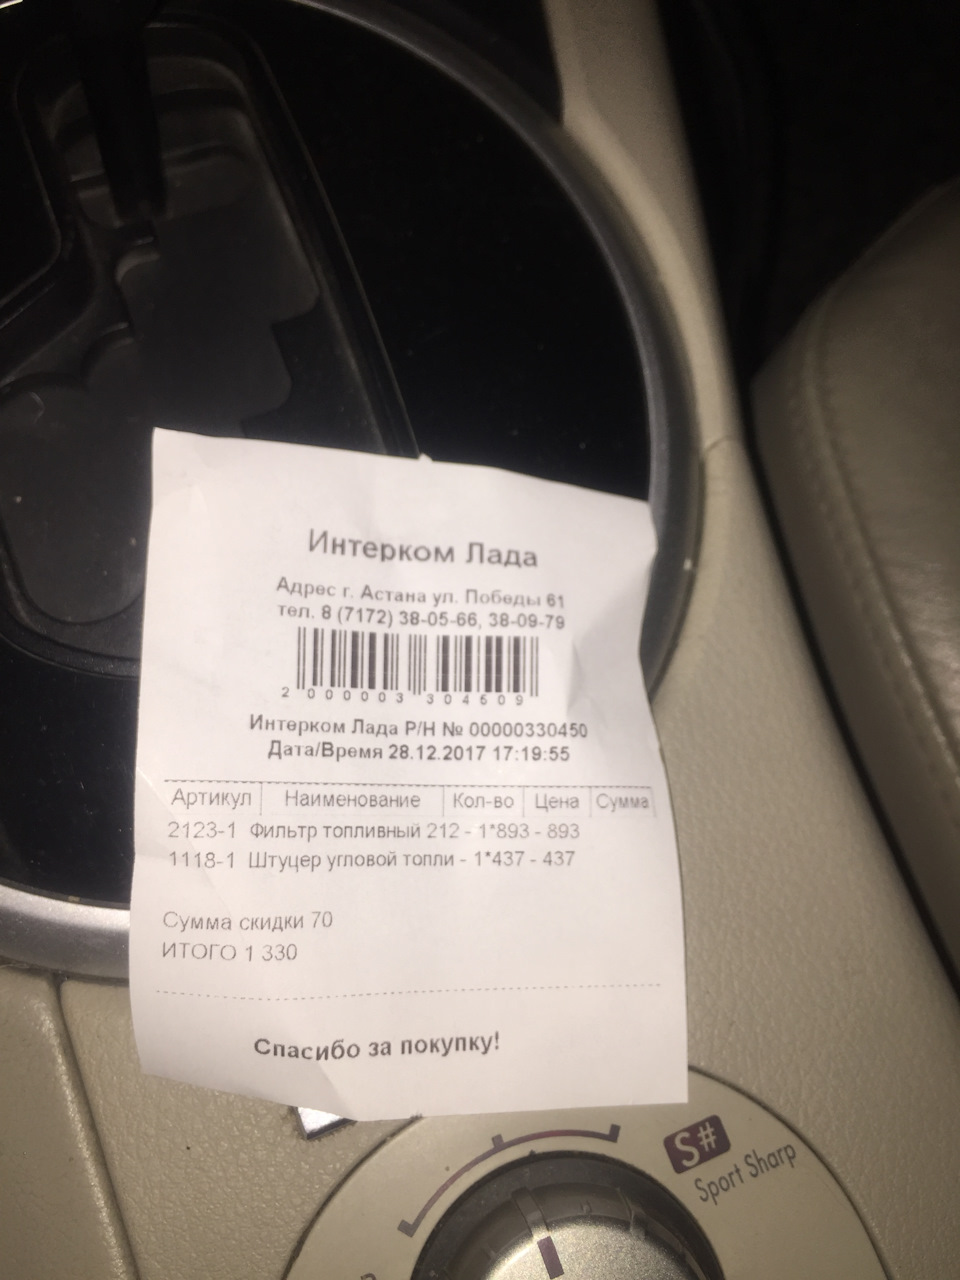 Интерком Лада
Адрес г. Астана ул. Победы 61
тел. 8 (7172) 38-05-66, 38-09-79
2 000003 304509
Интерком Лада Р/Н № 00000330450
Дата/Время 28.12.2017 17:19:55
Артикул Наименование Кол-во Цена Сумма
2123-1 Фильтр топливный 212 - 1*893 - 893
1118-1 Штуцер угловой топли - 1*437 - 437
Сумма скидки 70
ИТОГО 1 330
Спасибо за покупку!
S#
Sport Sharp